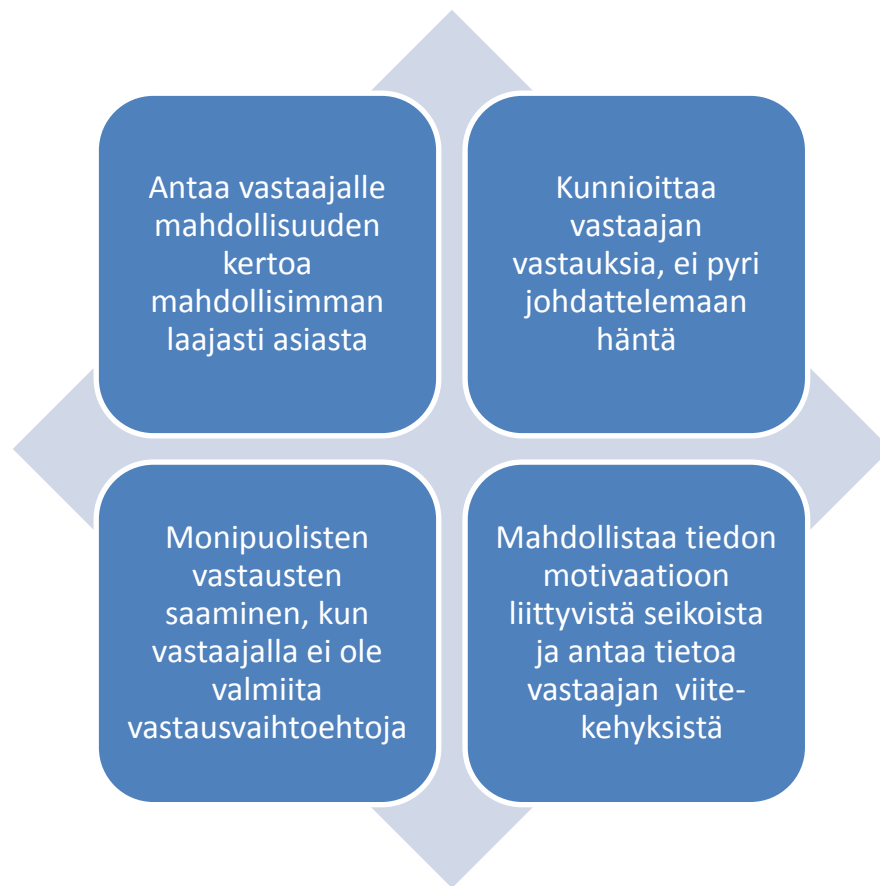 Antaa vastaajalle
mahdollisuuden
kertoa
mahdollisimman
laajasti asiasta
Kunnioittaa
vastaajan
vastauksia, ei pyri
johdattelemaan
häntä
Monipuolisten
vastausten
saaminen, kun
vastaajalla ei ole
valmiita
vastausvaihtoehtoja
Mahdollistaa tiedon
motivaatioon
liittyvistä seikoista
ja antaa tietoa
vastaajan viite-
kehyksistä